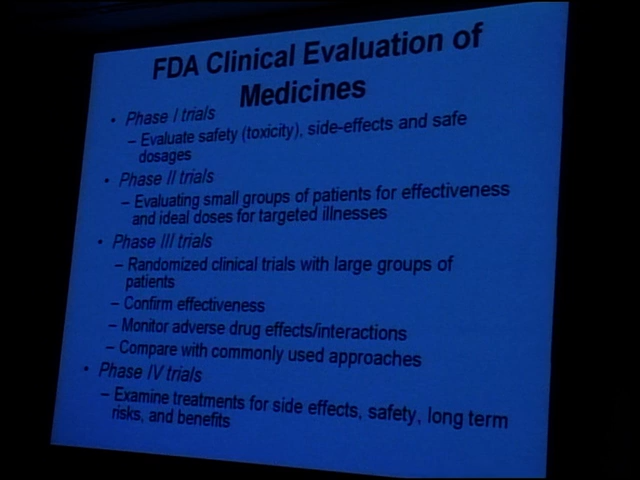 FDA Clinical Evaluation of
Medicines
• Phase I trials
– Evaluate safety (toxicity), side-effects and safe
dosages
• Phase II trials
– Evaluating small groups of patients for effectiveness
and ideal doses for targeted illnesses
• Phase III trials
– Randomized clinical trials with large groups of
patients
– Confirm effectiveness
– Monitor adverse drug effects/interactions
– Compare with commonly used approaches
• Phase IV trials
– Examine treatments for side effects, safety, long term
risks, and benefits